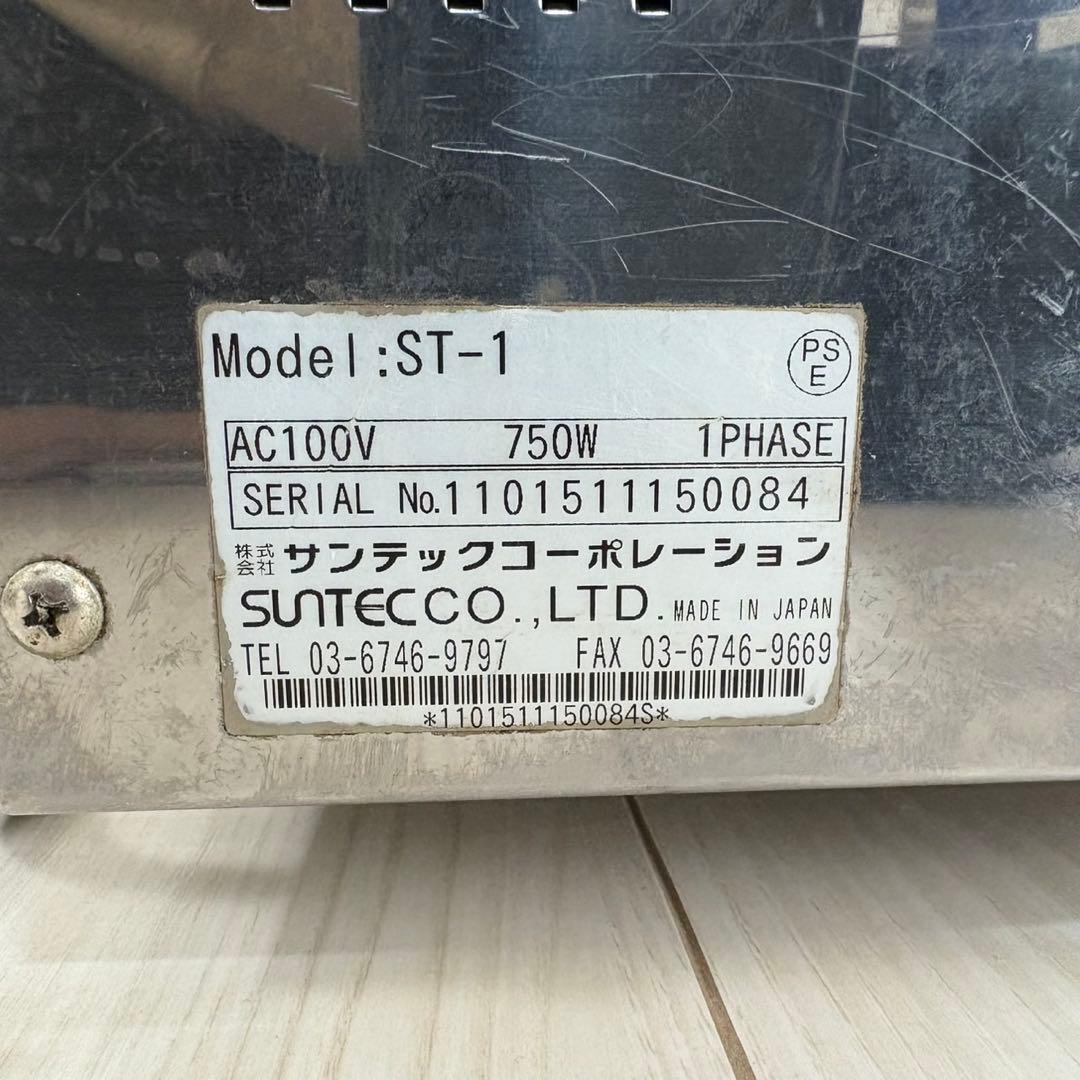 Model:ST-1
PS
E
AC100V 750W 1PHASE
SERIAL No.1101511150084
株式会社 サンテックコーポレーション
SUNTECCO.,LTD. MADE IN JAPAN
TEL 03-6746-9797 FAX 03-6746-9669
*1101511150084S*